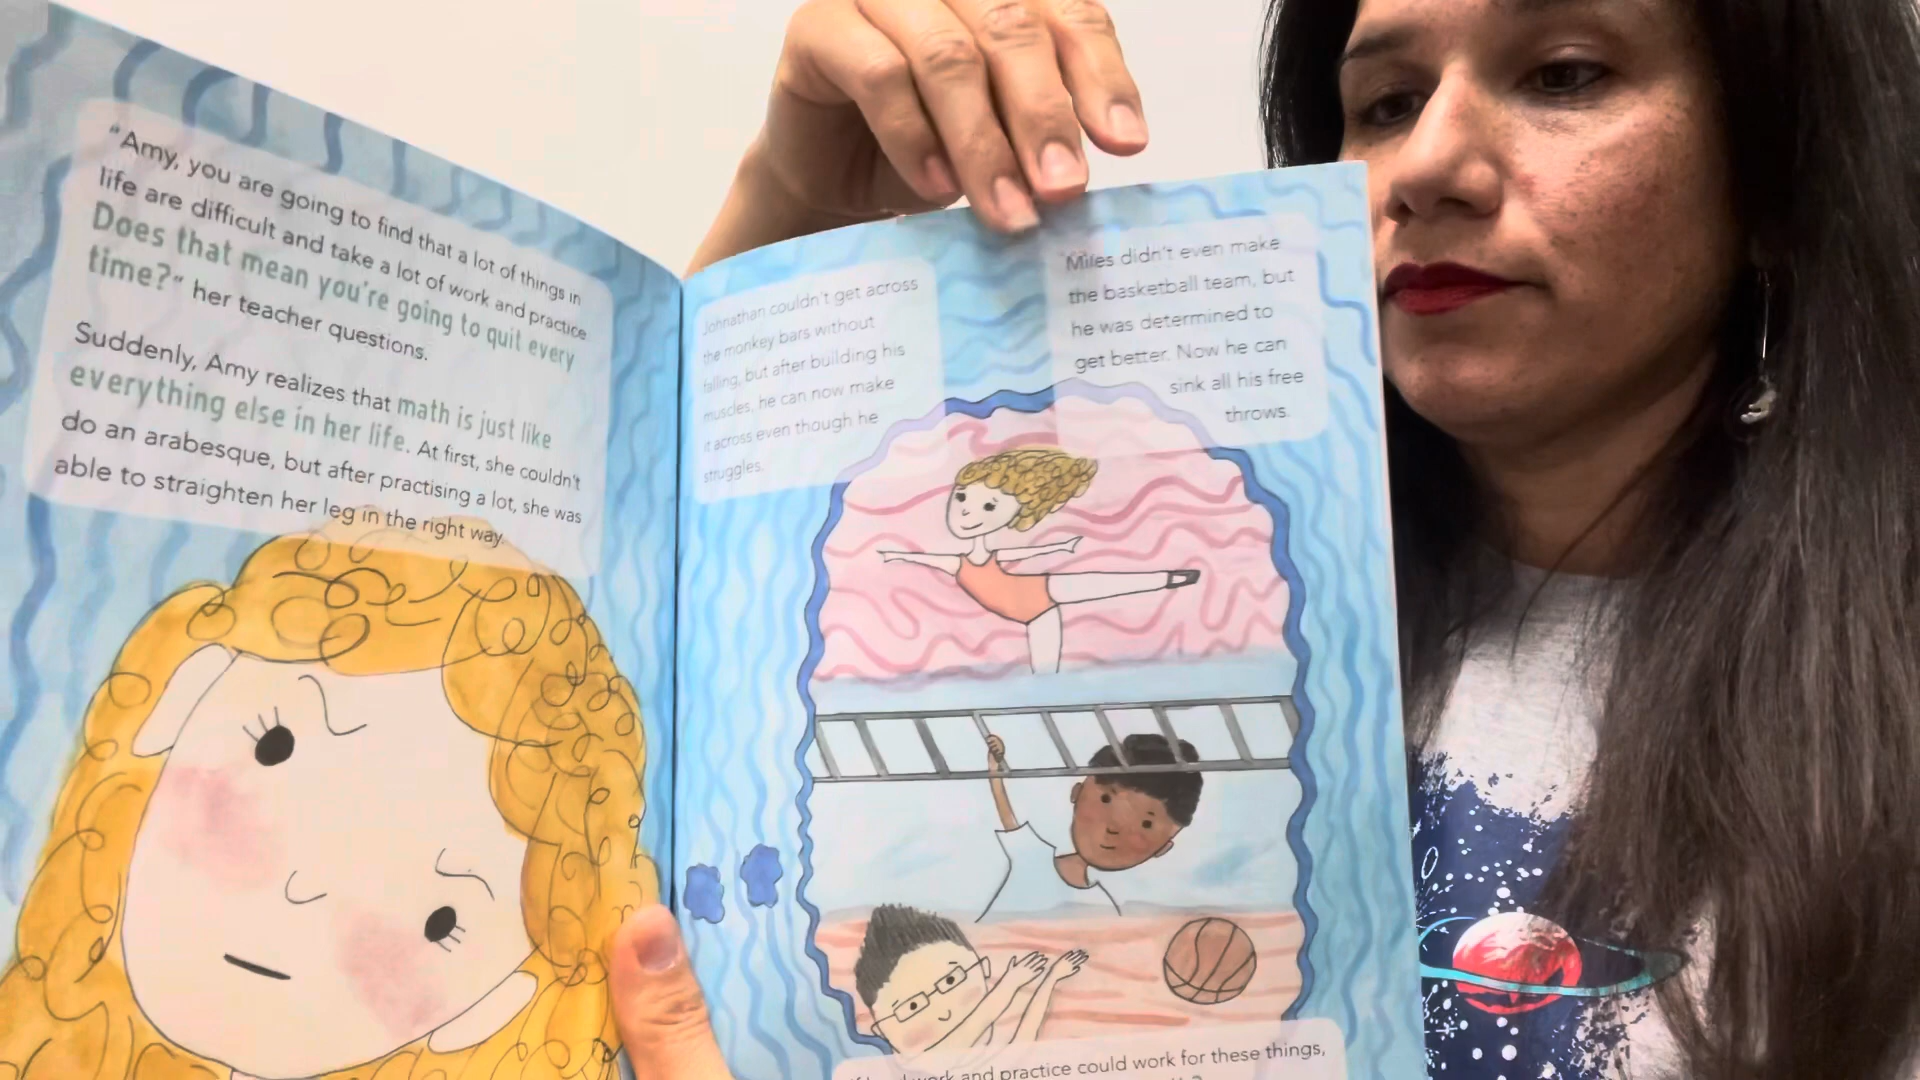 "Amy, you are going to find that a lot of things in
life are difficult and take a lot of work and practice
Does that mean you're going to quit every
time?" her teacher questions.
Suddenly, Amy realizes that math is just like
everything else in her life. At first, she couldn't
do an arabesque, but after practising a lot, she was
able to straighten her leg in the right way.
Johnathan couldn't get across
the monkey bars without
falling, but after building his
muscles, he can now make
it across even though he
struggles.
Miles didn't even make
the basketball team, but
he was determined to
get better. Now he can
sink all his free
throws.
work and practice could work for these things,